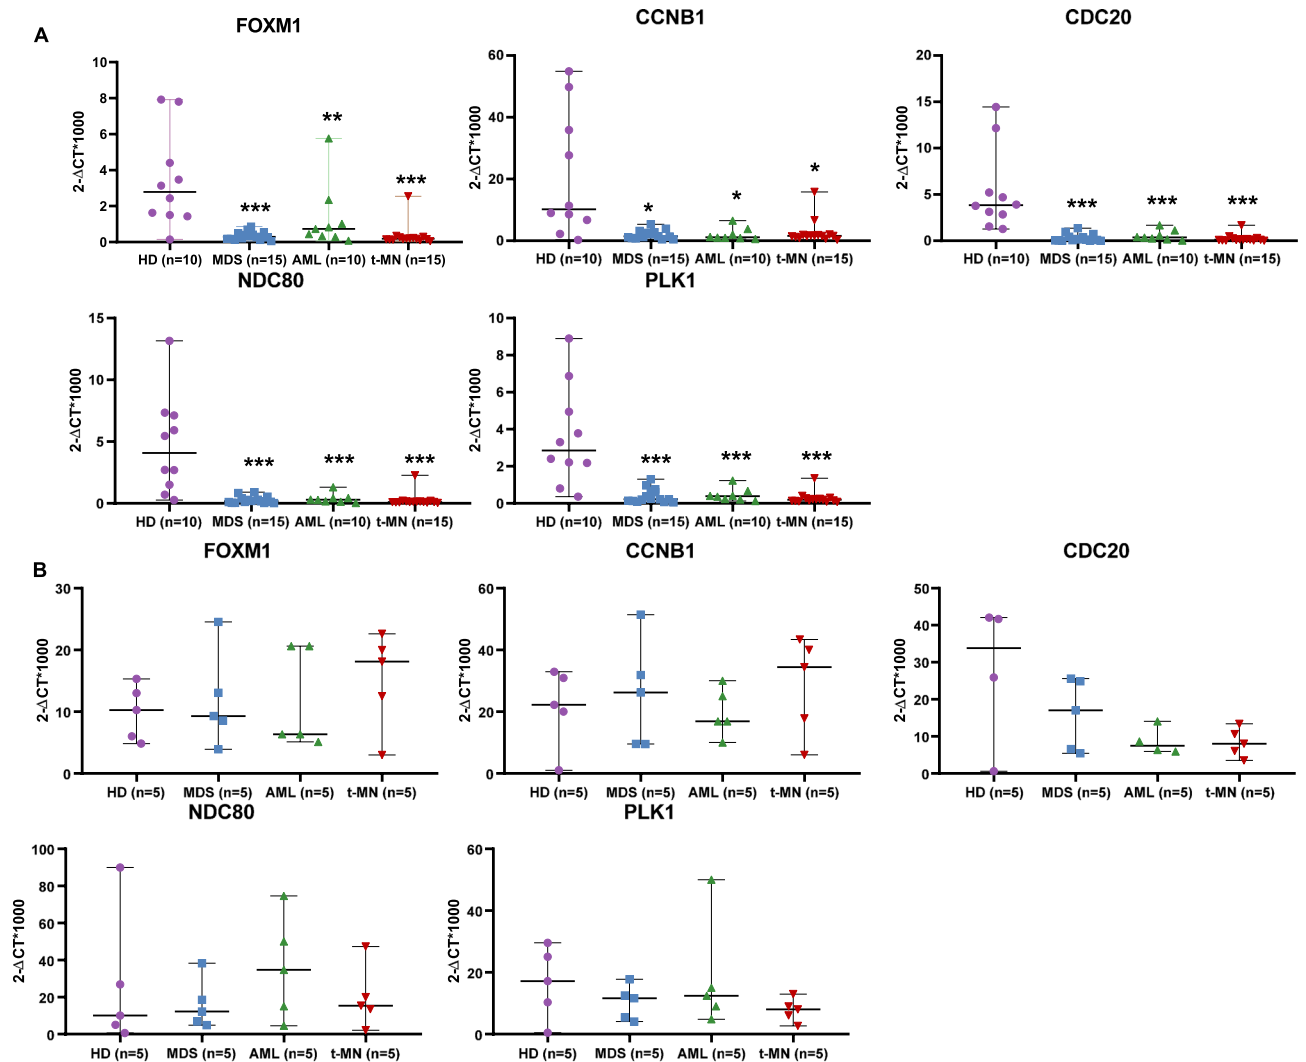 A
FOXM1
2-ΔCT*1000
10
8
6
4
2
0
***
**
***
HD (n=10) MDS (n=15) AML (n=10) t-MN (n=15)
CCNB1
2-ΔCT*1000
60
40
20
0
*
*
*
HD (n=10) MDS (n=15) AML (n=10) t-MN (n=15)
CDC20
2-ΔCT*1000
20
15
10
5
0
***
***
***
HD (n=10) MDS (n=15) AML (n=10) t-MN (n=15)
NDC80
2-ΔCT*1000
15
10
5
0
***
***
***
HD (n=10) MDS (n=15) AML (n=10) t-MN (n=15)
PLK1
2-ΔCT*1000
10
8
6
4
2
0
***
***
***
HD (n=10) MDS (n=15) AML (n=10) t-MN (n=15)
B
FOXM1
2-ΔCT*1000
30
20
10
0
HD (n=5) MDS (n=5) AML (n=5) t-MN (n=5)
CCNB1
2-ΔCT*1000
60
40
20
0
HD (n=5) MDS (n=5) AML (n=5) t-MN (n=5)
CDC20
2-ΔCT*1000
50
40
30
20
10
0
HD (n=5) MDS (n=5) AML (n=5) t-MN (n=5)
NDC80
2-ΔCT*1000
100
80
60
40
20
0
HD (n=5) MDS (n=5) AML (n=5) t-MN (n=5)
PLK1
2-ΔCT*1000
60
40
20
0
HD (n=5) MDS (n=5) AML (n=5) t-MN (n=5)